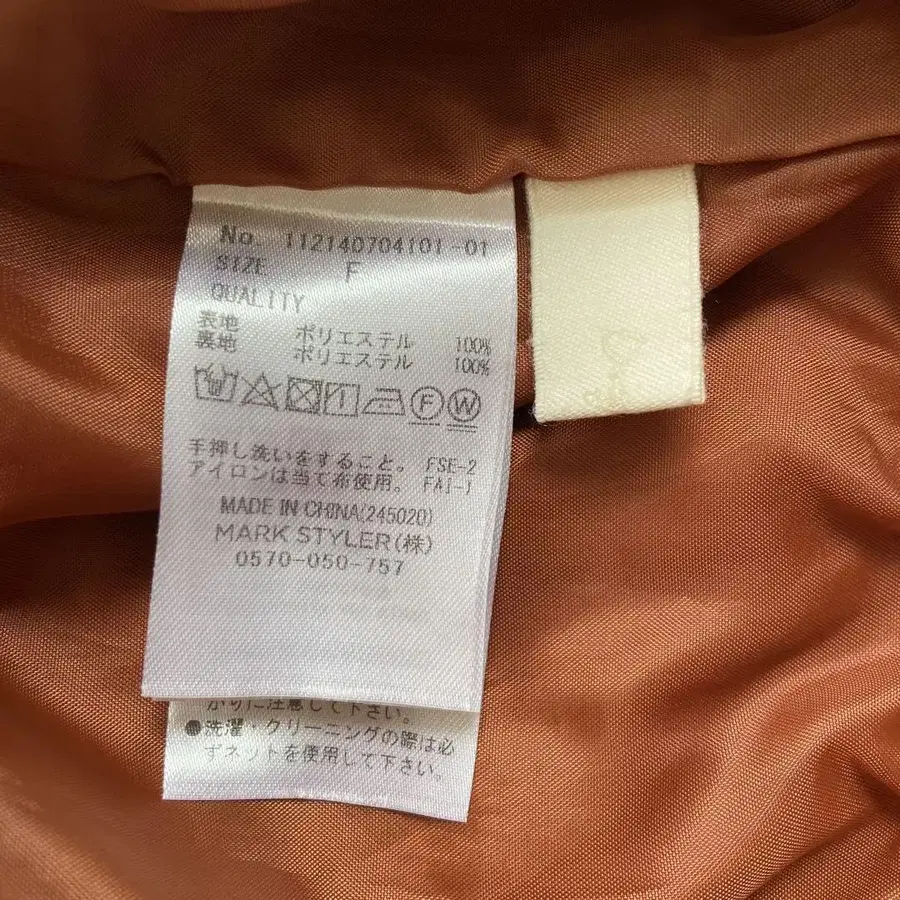 No. 112140704101-01
SIZE F
QUALITY
表地 ポリエステル 100%
裏地 ポリエステル 100%
F W
手押し洗いをすること。 FSE-2
アイロンは当て布使用。 FAI-1
MADE IN CHINA(245020)
MARK STYLER(株)
0570-050-757
かりに注意して下さい。
●洗濯・クリーニングの際は必
ずネットを使用して下さい。